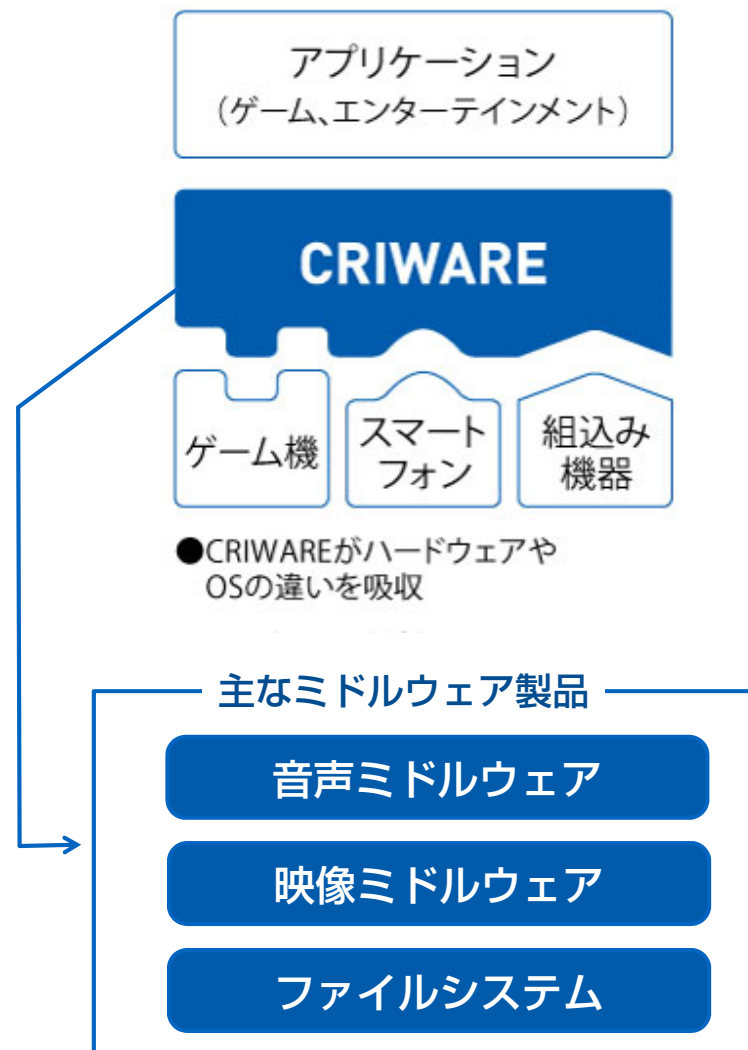 アプリケーション
（ゲーム、エンターテインメント）
CRIWARE
ゲーム機
スマート
フォン
組込み
機器
●CRIWAREがハードウェアや
OSの違いを吸収
主なミドルウェア製品
音声ミドルウェア
映像ミドルウェア
ファイルシステム